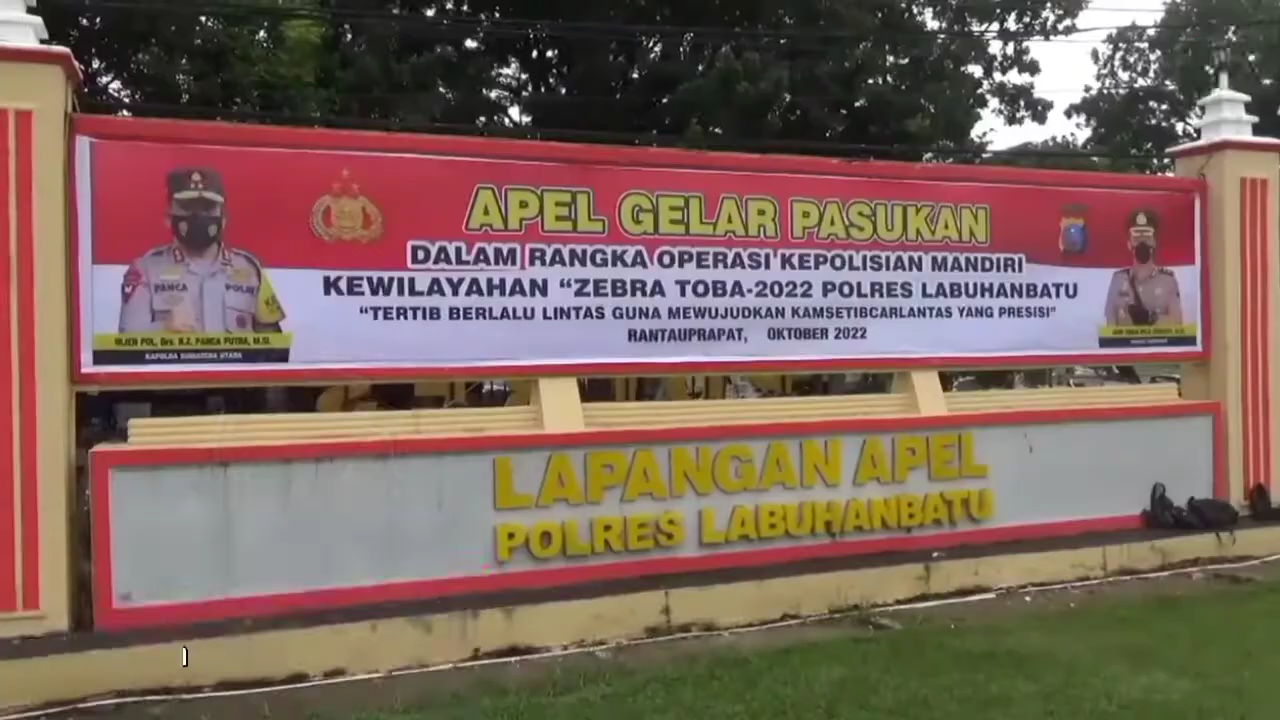 APEL GELAR PASUKAN
DALAM RANGKA OPERASI KEPOLISIAN MANDIRI
KEWILAYAHAN “ZEBRA TOBA-2022 POLRES LABUHANBATU
“TERTIB BERLALU LINTAS GUNA MEWUJUDKAN KAMSETIBCARLANTAS YANG PRESISI”
RANTAUPRAPAT, OKTOBER 2022
PANCA POLRI
IRJEN POL, Drs. R.Z. PANCA PUTRA, M.Si.
KAPOLDA SUMATERA UTARA
LAPANGAN APEL
POLRES LABUHANBATU